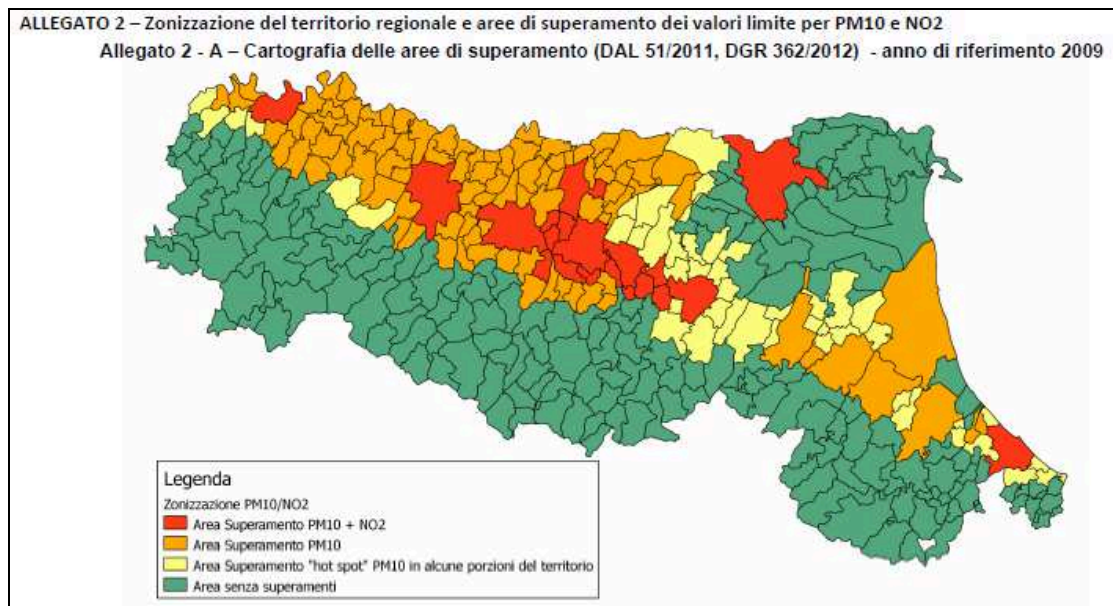 ALLEGATO 2 – Zonizzazione del territorio regionale e aree di superamento dei valori limite per PM10 e NO2
Allegato 2 - A – Cartografia delle aree di superamento (DAL 51/2011, DGR 362/2012) - anno di riferimento 2009
Legenda
Zonizzazione PM10/NO2
Area Superamento PM10 + NO2
Area Superamento PM10
Area Superamento "hot spot" PM10 in alcune porzioni del territorio
Area senza superamenti